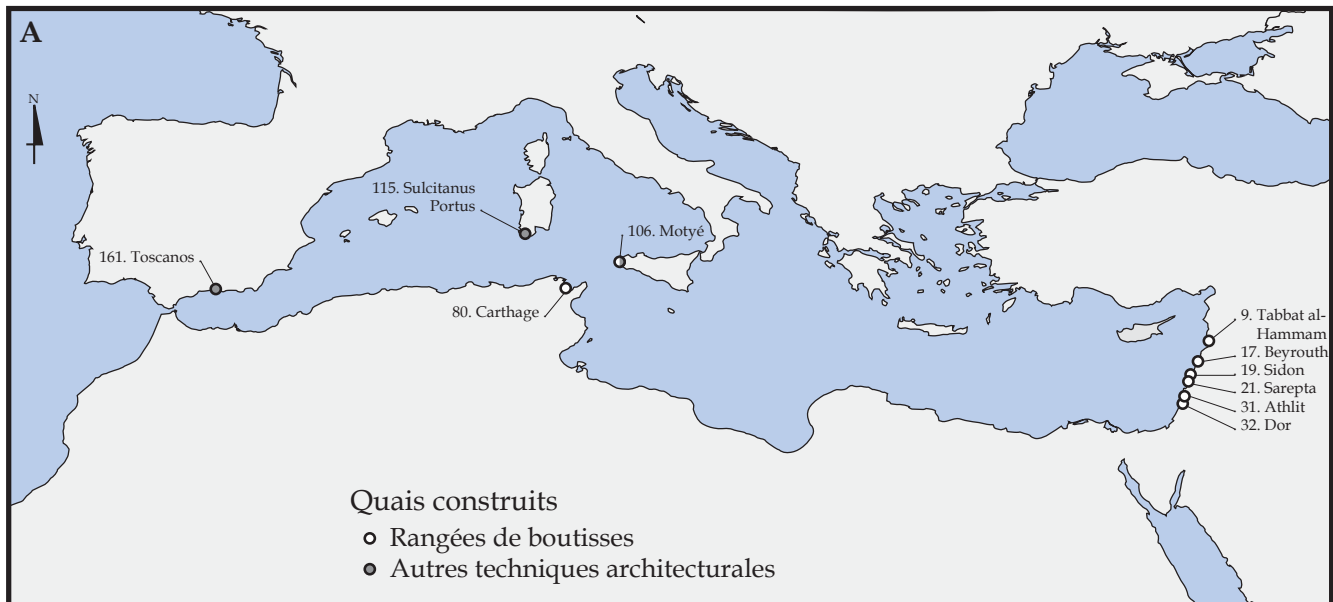 A
N
115. Sulcitanus
Portus
106. Motyé
161. Toscanos
80. Carthage
9. Tabbat al-
Hammam
17. Beyrouth
19. Sidon
21. Sarepta
31. Athlit
32. Dor
Quais construits
Rangées de boutisses
Autres techniques architecturales